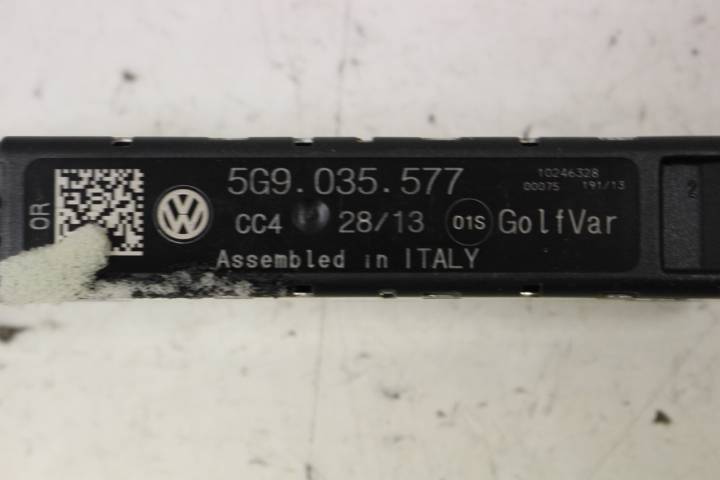 OR
5G9.035.577
10246328
00075 191/13
CC4 28/13 01S GolfVar
Assembled in ITALY
2